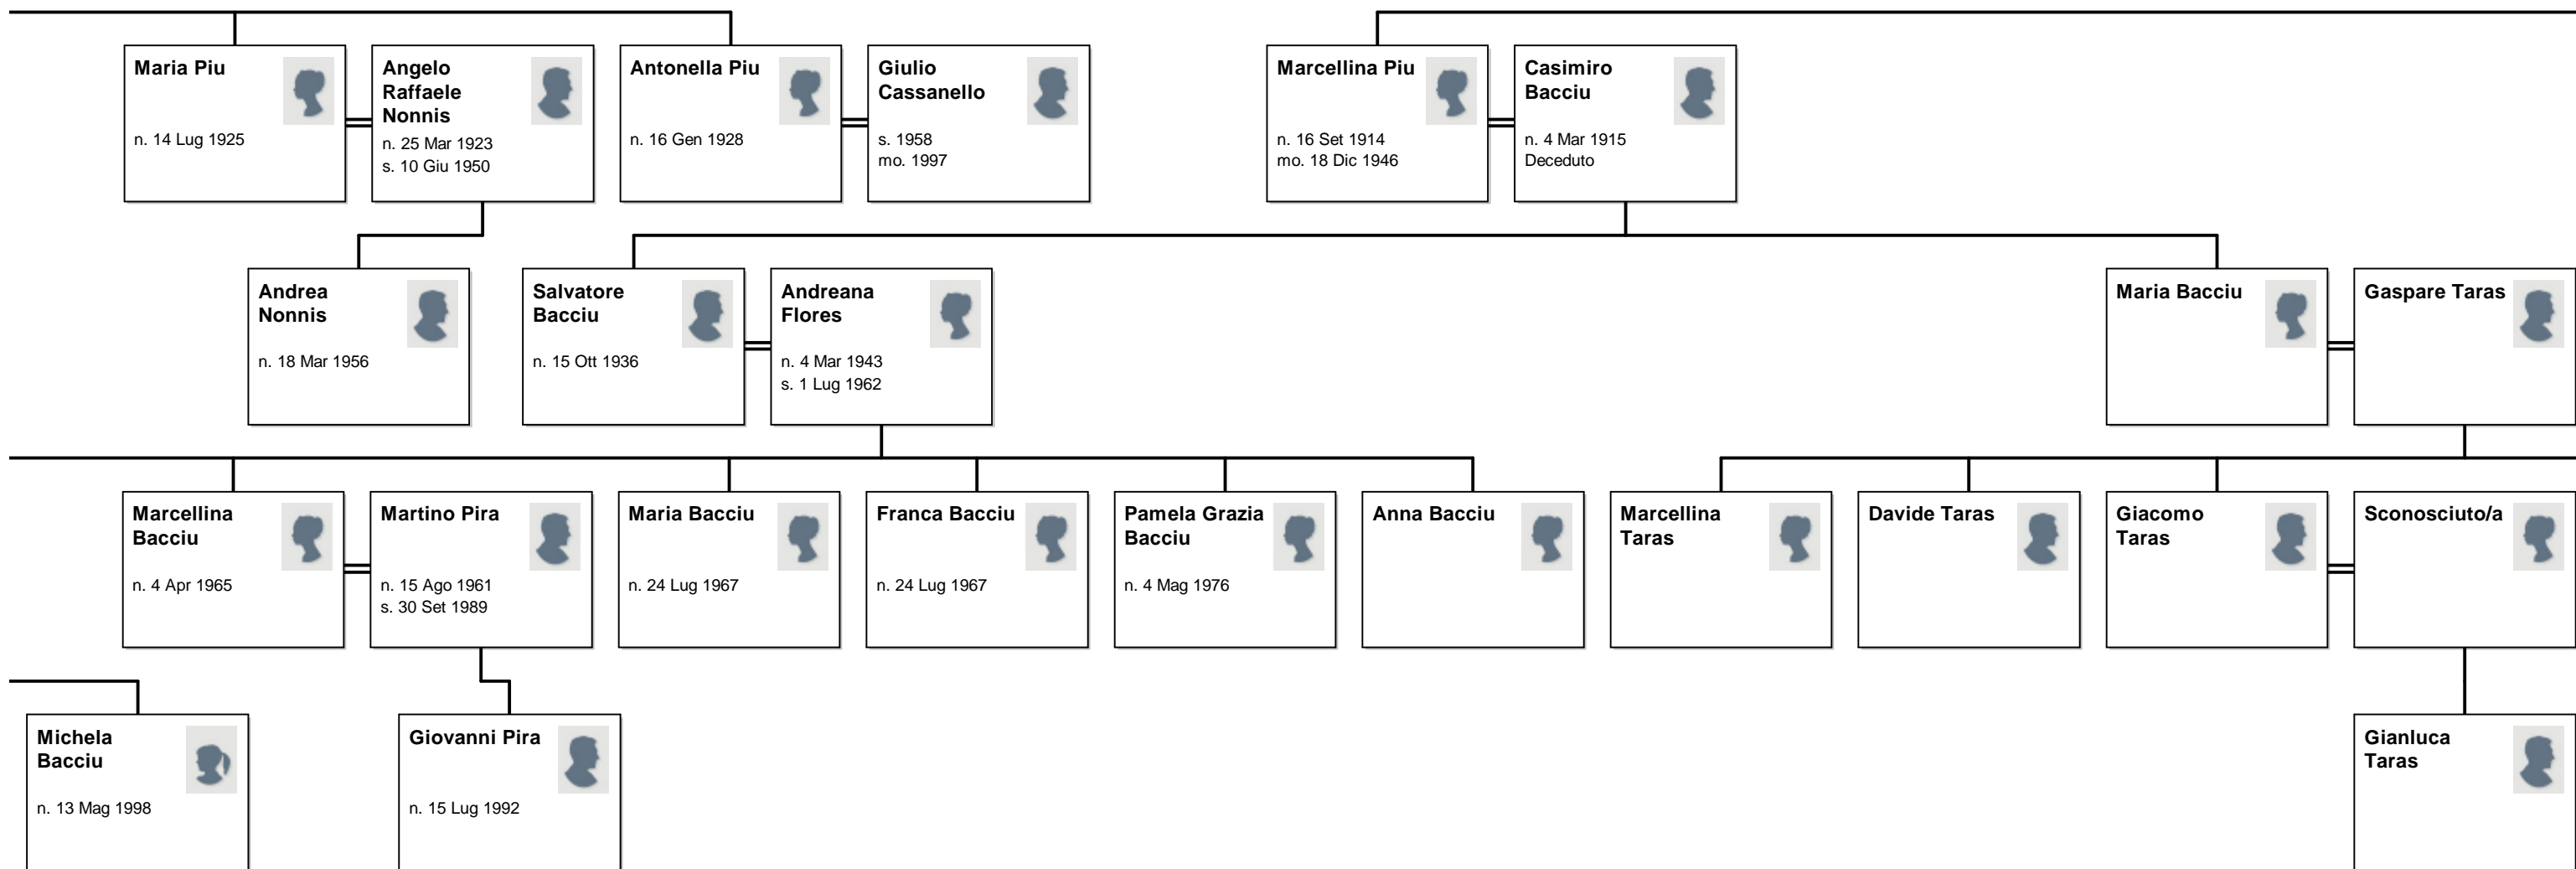 Maria Piu
n. 14 Lug 1925
Angelo
Raffaele
Nonnis
n. 25 Mar 1923
s. 10 Giu 1950
Antonella Piu
n. 16 Gen 1928
Giulio
Cassanello
s. 1958
mo. 1997
Marcellina Piu
n. 16 Set 1914
mo. 18 Dic 1946
Casimiro
Bacciu
n. 4 Mar 1915
Deceduto
Andrea
Nonnis
n. 18 Mar 1956
Salvatore
Bacciu
n. 15 Ott 1936
Andreana
Flores
n. 4 Mar 1943
s. 1 Lug 1962
Maria Bacciu
Gaspare Taras
Marcellina
Bacciu
n. 4 Apr 1965
Martino Pira
n. 15 Ago 1961
s. 30 Set 1989
Maria Bacciu
n. 24 Lug 1967
Franca Bacciu
n. 24 Lug 1967
Pamela Grazia
Bacciu
n. 4 Mag 1976
Anna Bacciu
Marcellina
Taras
Davide Taras
Giacomo
Taras
Sconosciuto/a
Michela
Bacciu
n. 13 Mag 1998
Giovanni Pira
n. 15 Lug 1992
Gianluca
Taras